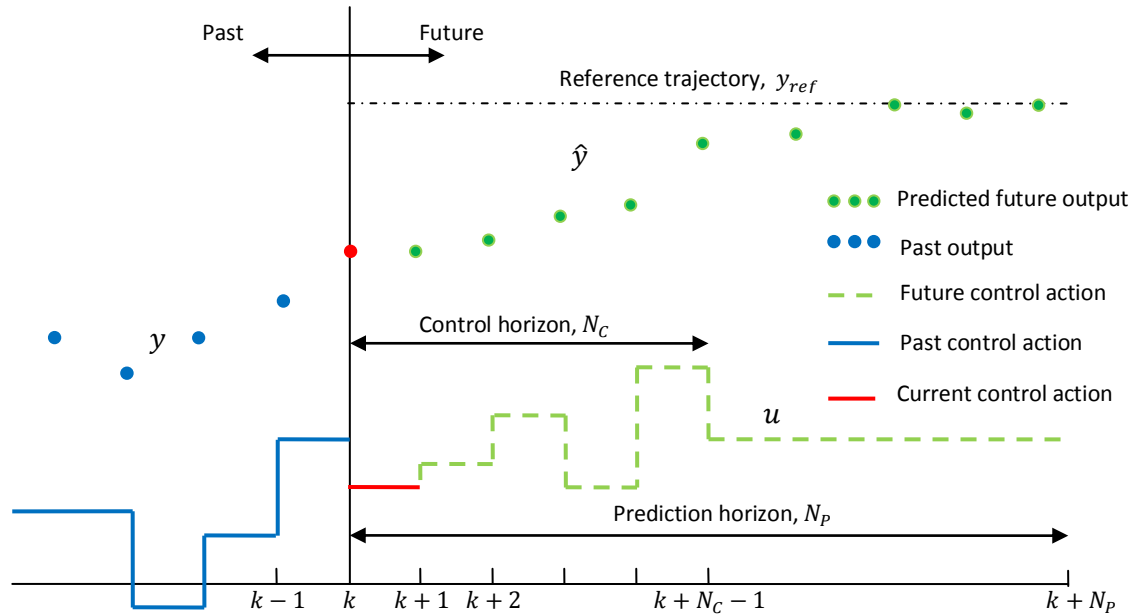 Past
Future
Reference trajectory, y_ref
ŷ
Predicted future output
Past output
Future control action
Control horizon, N_C
y
Past control action
Current control action
u
Prediction horizon, N_P
k − 1
k
k + 1
k + 2
k + N_C − 1
k + N_P